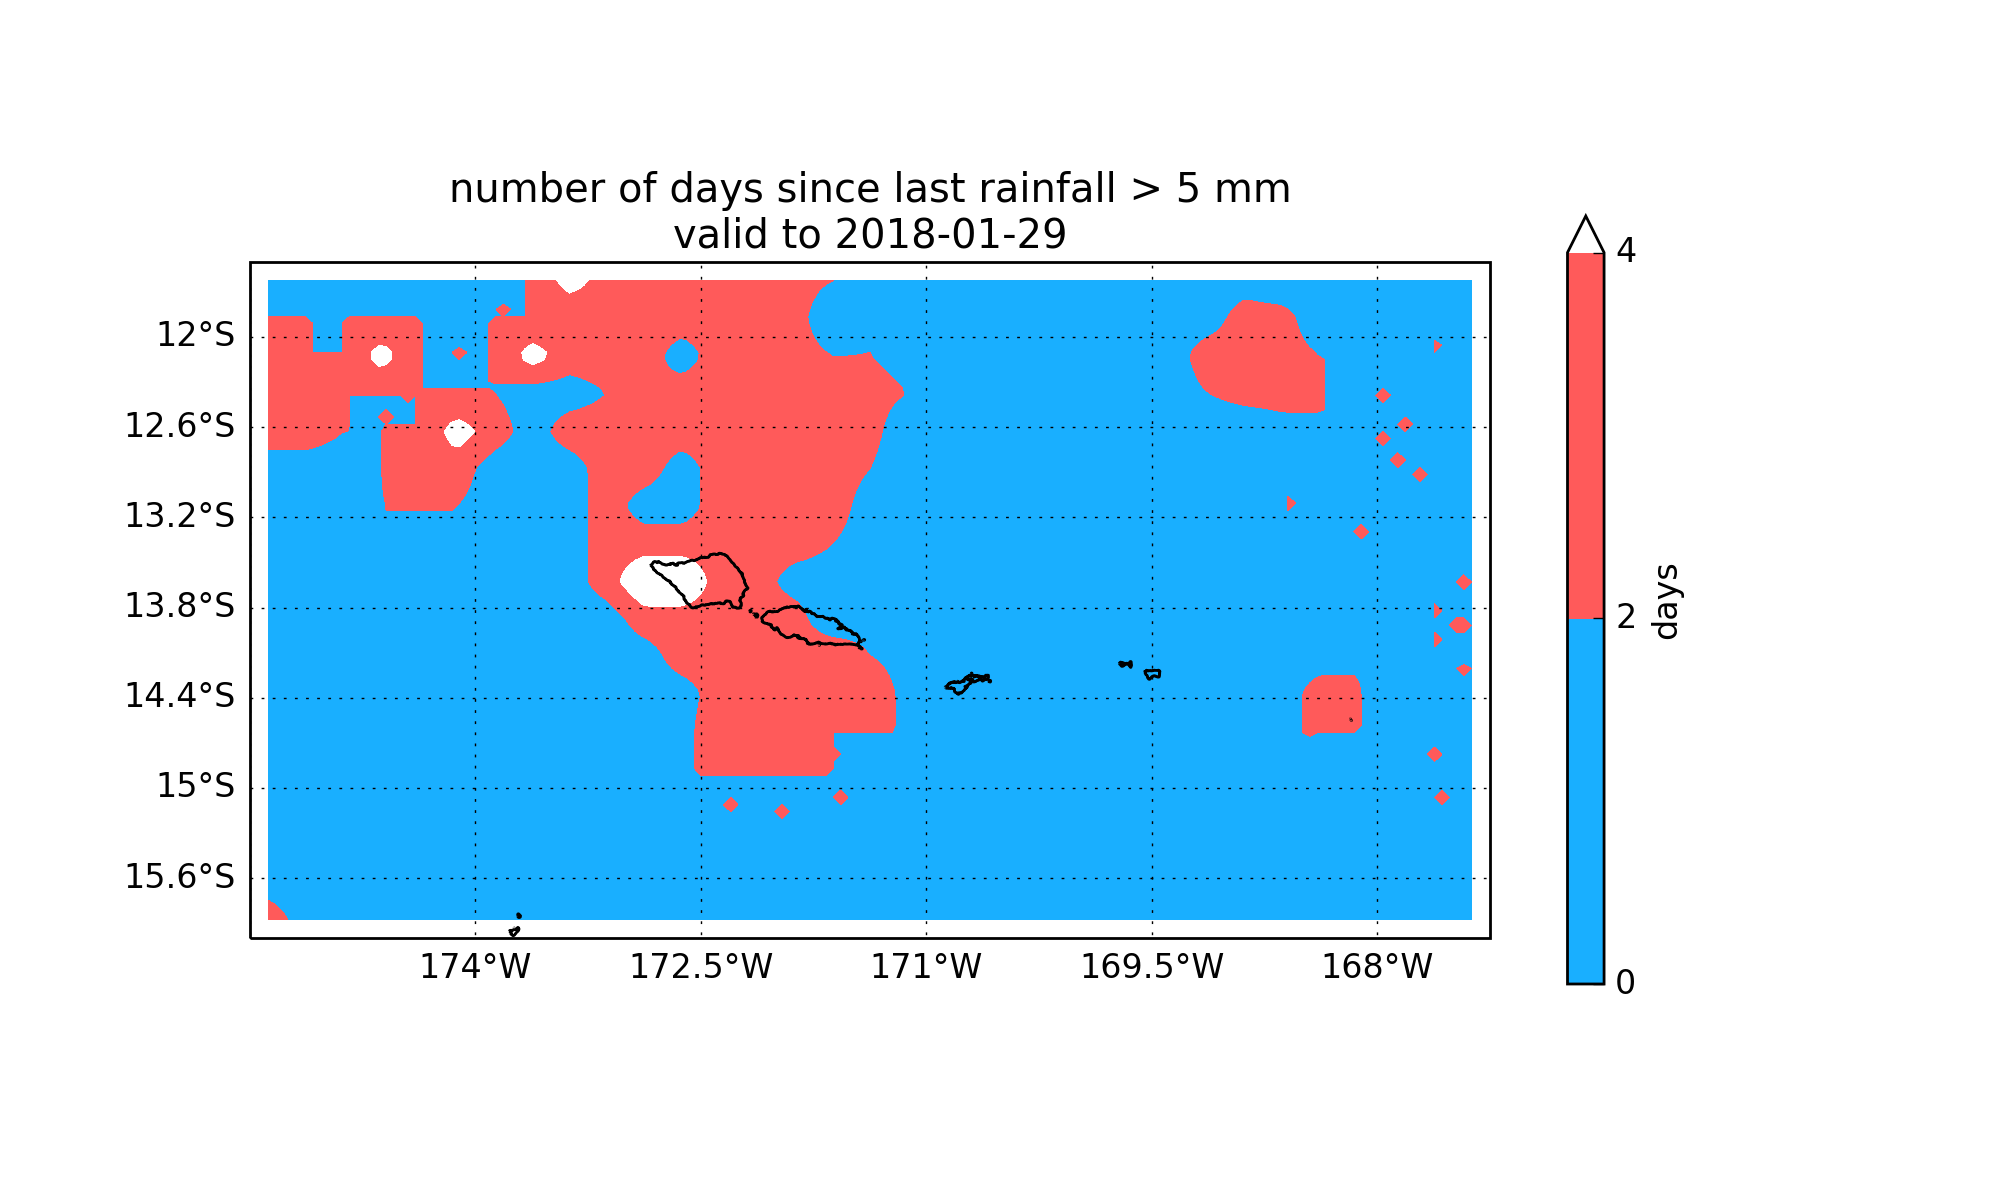 number of days since last rainfall > 5 mm
valid to 2018-01-29
12°S
12.6°S
13.2°S
13.8°S
14.4°S
15°S
15.6°S
174°W
172.5°W
171°W
169.5°W
168°W
4
2
0
days